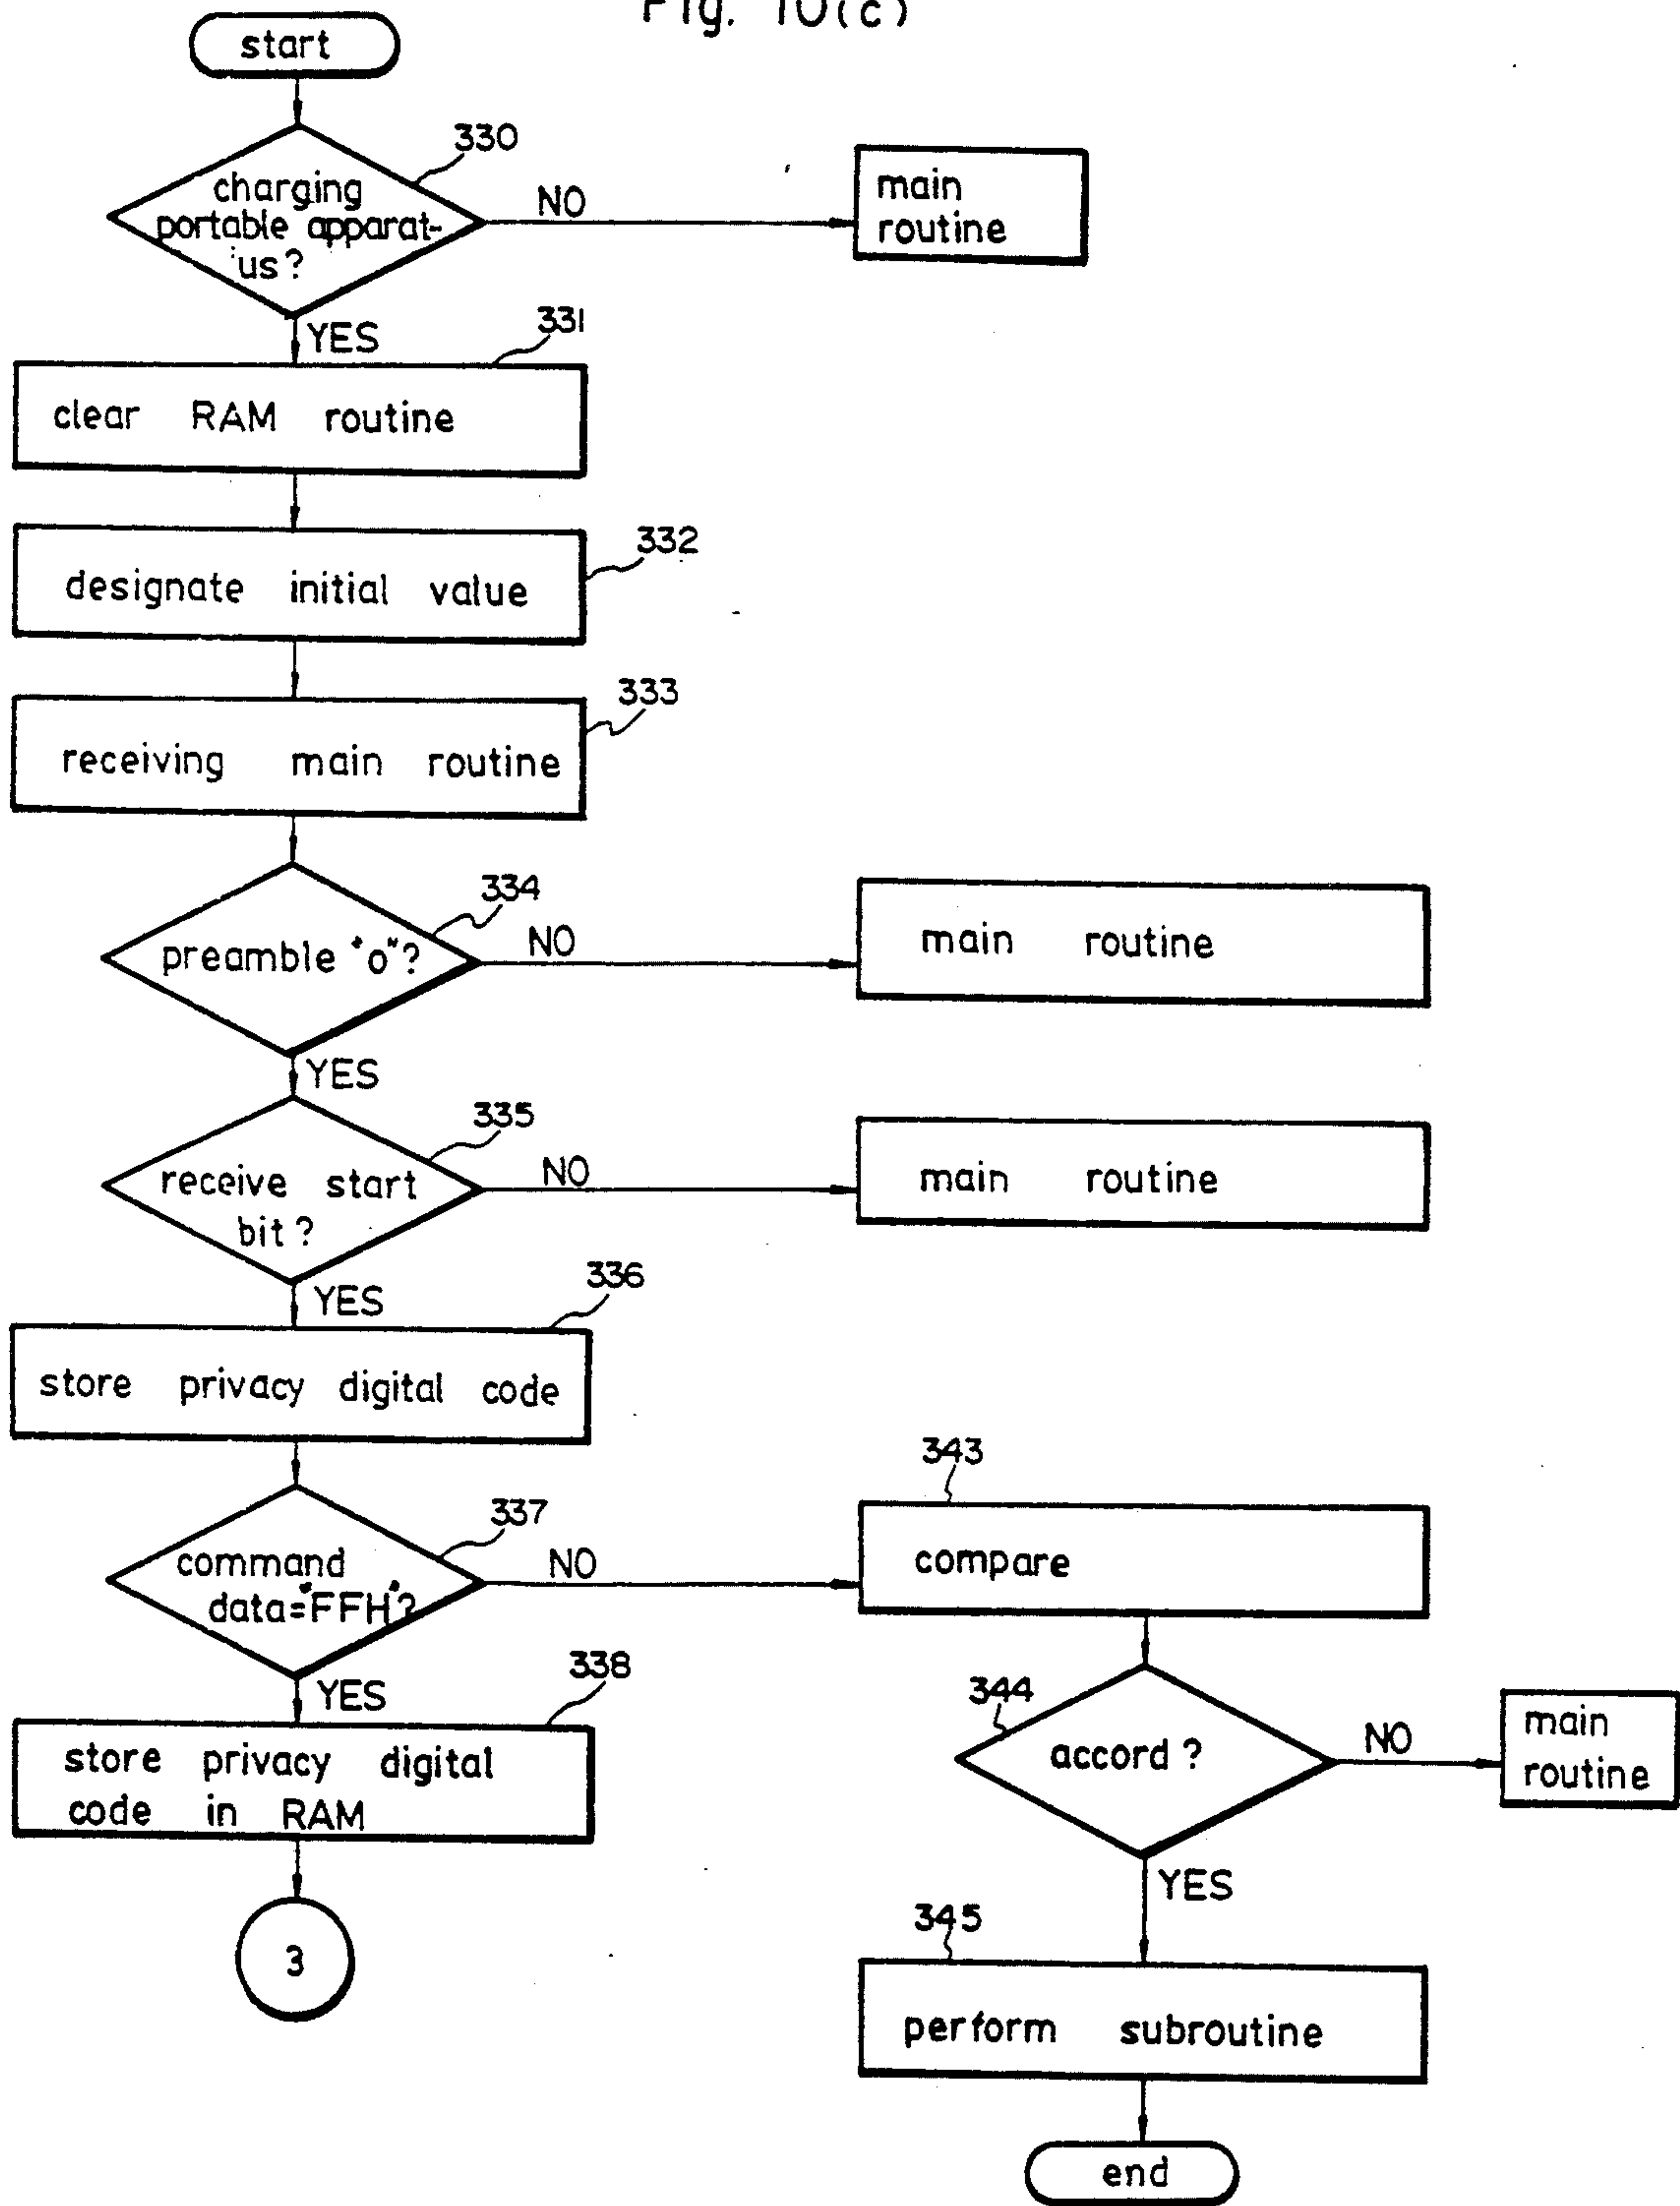 Fig. 10(c)
start
330
charging
portable apparat-
us?
NO
main
routine
YES
331
clear RAM routine
332
designate initial value
333
receiving main routine
334
preamble "0"?
NO
main routine
YES
335
receive start
bit?
NO
main routine
YES
336
store privacy digital code
337
command
data="FFH"?
NO
343
compare
YES
338
store privacy digital
code in RAM
3
344
accord?
NO
main
routine
YES
345
perform subroutine
end